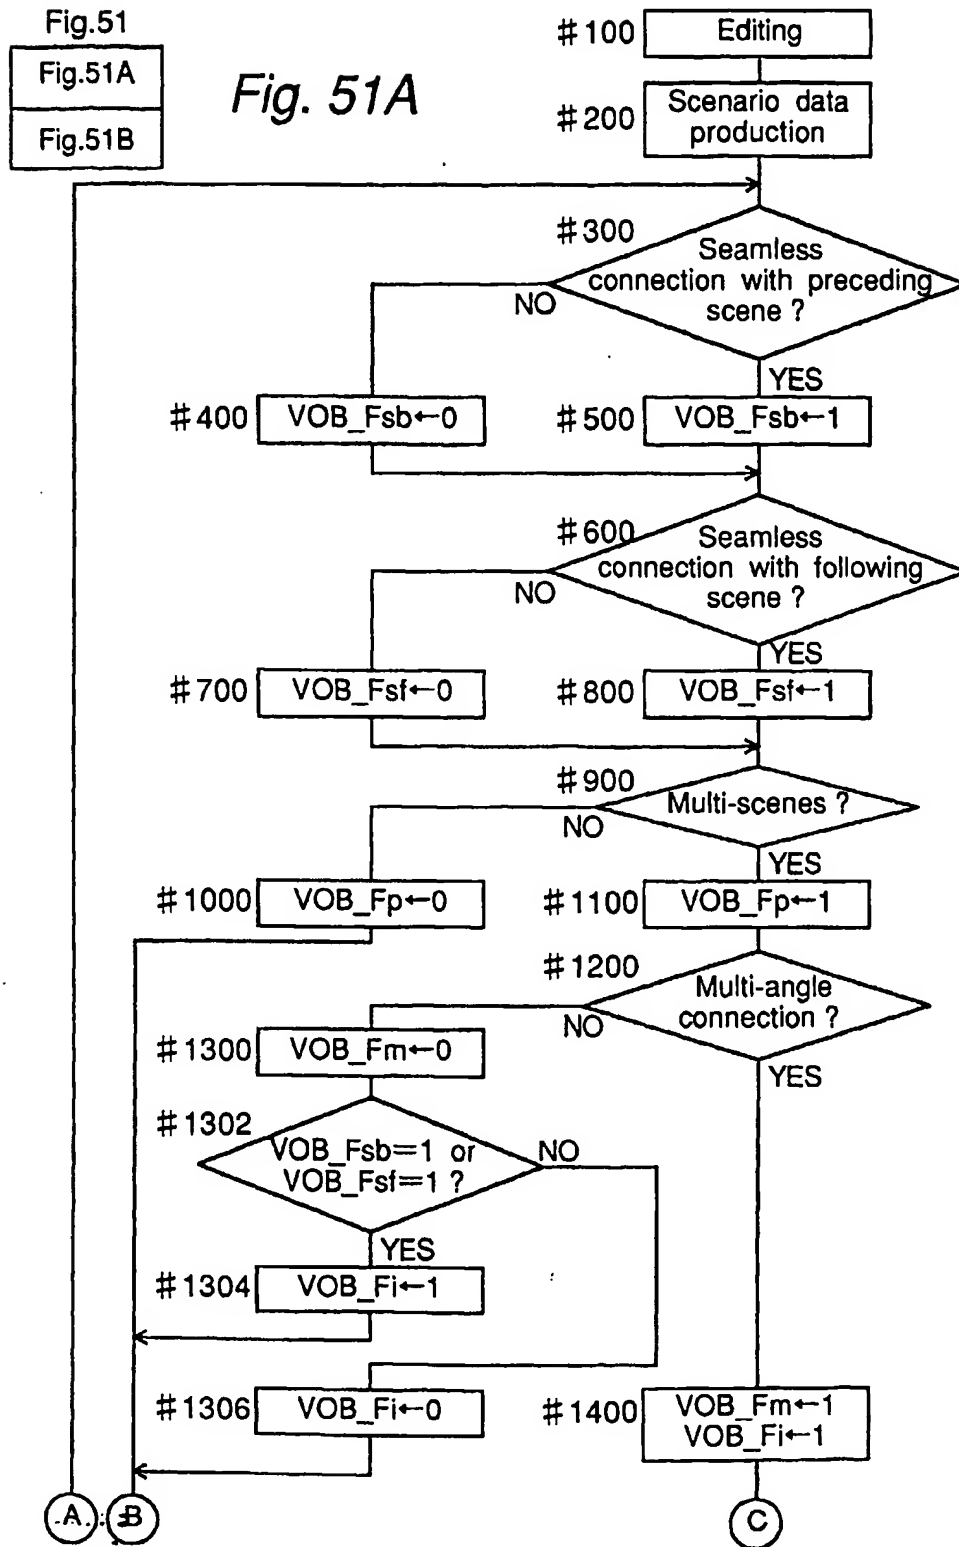 Fig.51
Fig.51A
Fig.51B
Fig. 51A
#100
Editing
#200
Scenario data
production
#300
Seamless
connection with preceding
scene ?
NO
YES
#400
VOB_Fsb←0
#500
VOB_Fsb←1
#600
Seamless
connection with following
scene ?
NO
YES
#700
VOB_Fsf←0
#800
VOB_Fsf←1
#900
Multi-scenes ?
NO
YES
#1000
VOB_Fp←0
#1100
VOB_Fp←1
#1200
Multi-angle
connection ?
NO
YES
#1300
VOB_Fm←0
#1302
VOB_Fsb=1 or
VOB_Fsf=1 ?
NO
YES
#1304
VOB_Fi←1
#1306
VOB_Fi←0
#1400
VOB_Fm←1
VOB_Fi←1
A
B
C